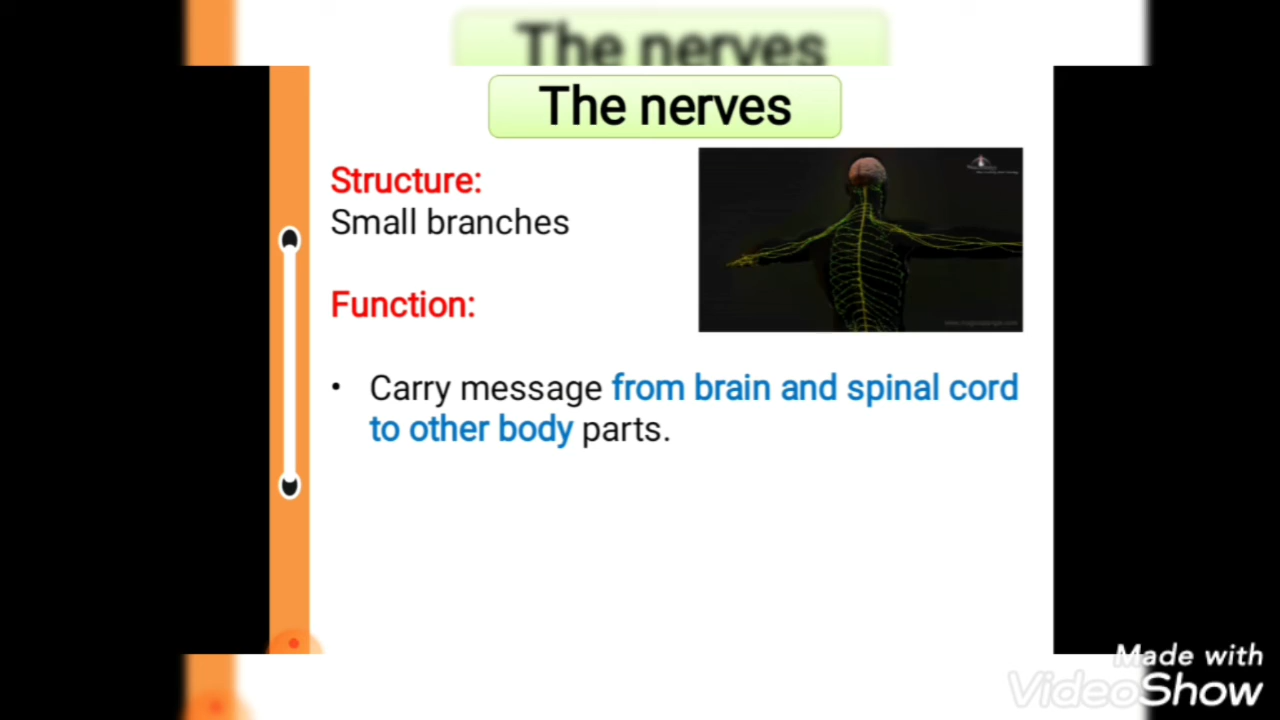 The nerves
The nerves
Structure:
Small branches
Function:
• Carry message from brain and spinal cord
to other body parts.
Made with
VideoShow